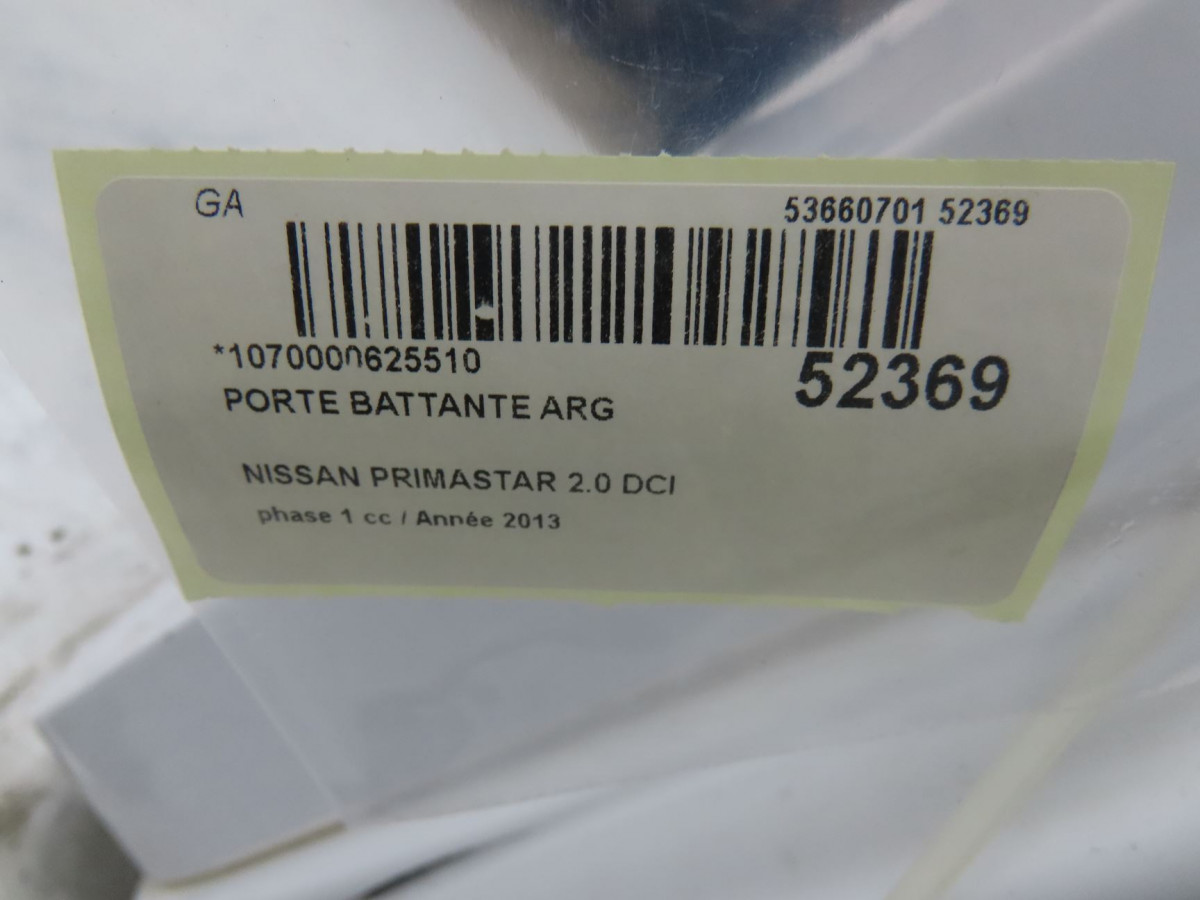 GA 53660701 52369
*1070000625510 52369
PORTE BATTANTE ARG
NISSAN PRIMASTAR 2.0 DCI
phase 1 cc / Année 2013